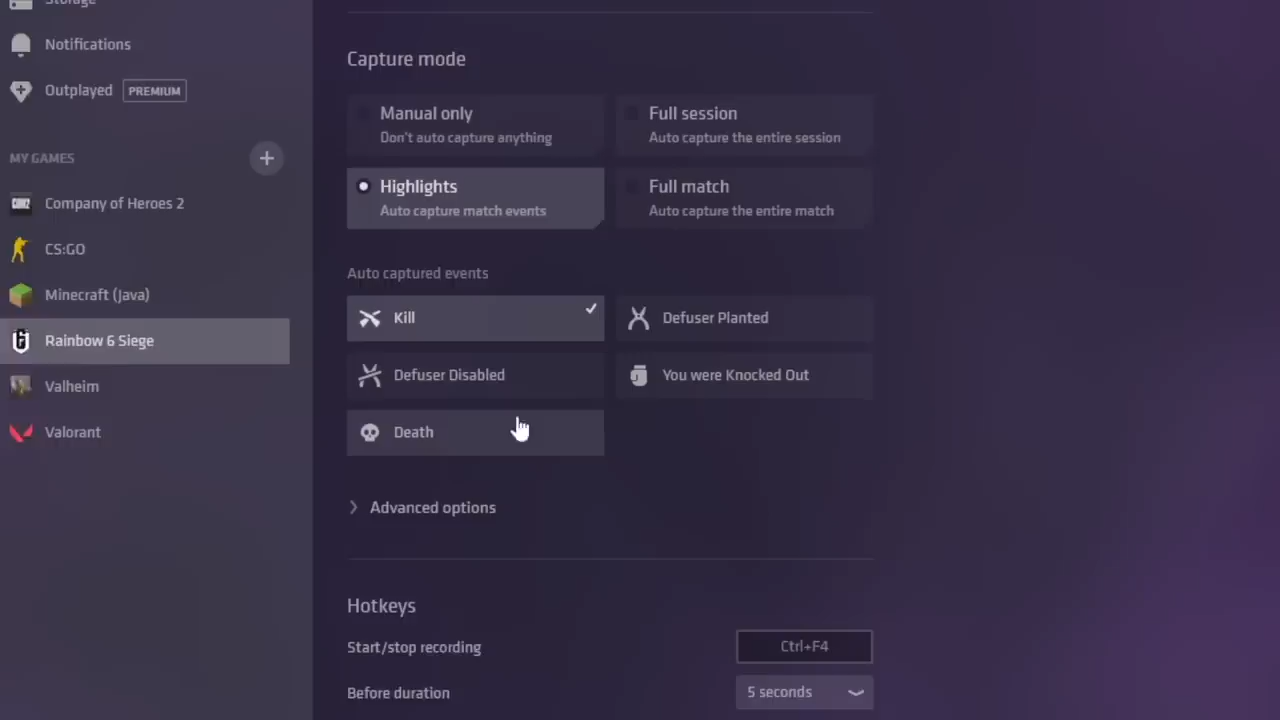 Storage
Notifications
Outplayed PREMIUM
MY GAMES
Company of Heroes 2
CS:GO
Minecraft (Java)
Rainbow 6 Siege
Valheim
Valorant
Capture mode
Manual only
Don't auto capture anything
Full session
Auto capture the entire session
Highlights
Auto capture match events
Full match
Auto capture the entire match
Auto captured events
Kill
Defuser Planted
Defuser Disabled
You were Knocked Out
Death
Advanced options
Hotkeys
Start/stop recording Ctrl+F4
Before duration 5 seconds